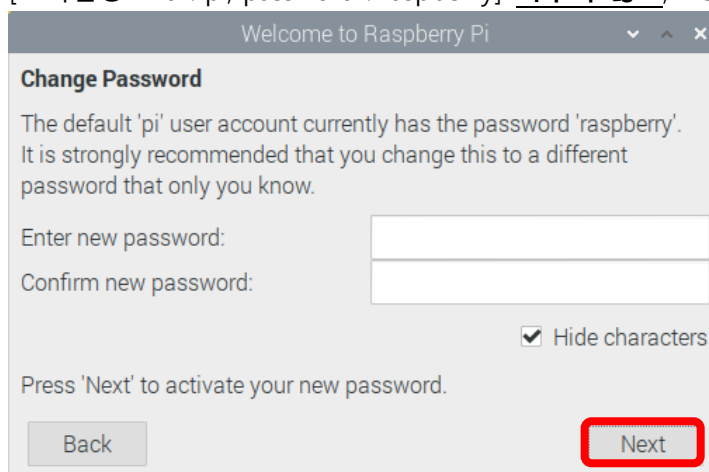 pi
Welcome to Raspberry Pi
Change Password
The default 'pi' user account currently has the password 'raspberry'.
It is strongly recommended that you change this to a different
password that only you know.
Enter new password:
Confirm new password:
Hide characters
Press 'Next' to activate your new password.
Back
Next